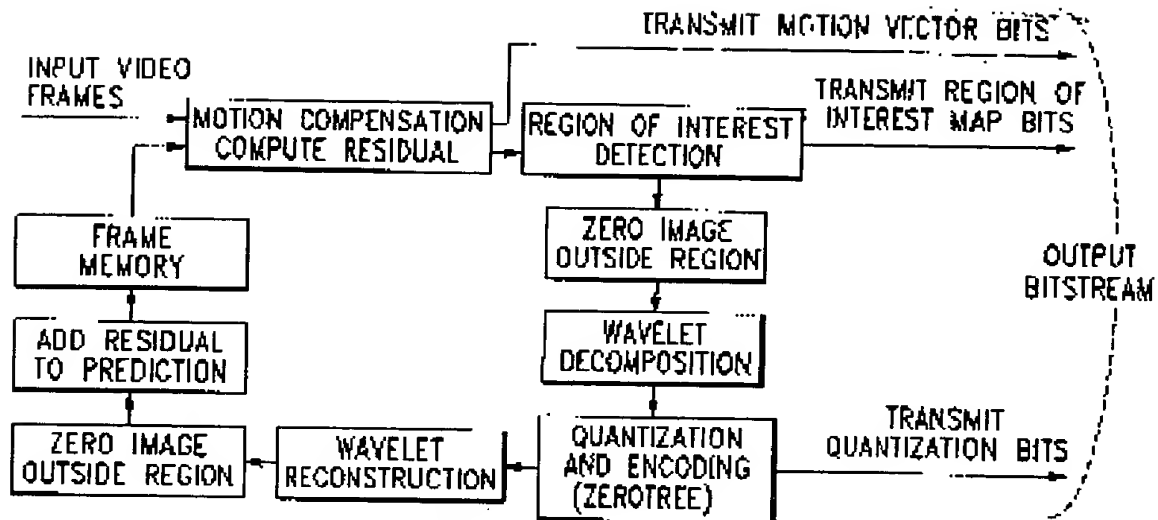 TRANSMIT MOTION VECTOR BITS
INPUT VIDEO
FRAMES
MOTION COMPENSATION
COMPUTE RESIDUAL
REGION OF INTEREST
DETECTION
TRANSMIT REGION OF
INTEREST MAP BITS
FRAME
MEMORY
ZERO IMAGE
OUTSIDE REGION
OUTPUT
BITSTREAM
ADD RESIDUAL
TO PREDICTION
WAVELET
DECOMPOSITION
ZERO IMAGE
OUTSIDE REGION
WAVELET
RECONSTRUCTION
QUANTIZATION
AND ENCODING
(ZEROTREE)
TRANSMIT
QUANTIZATION BITS